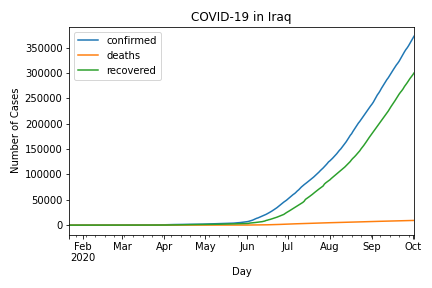 COVID-19 in Iraq
confirmed
deaths
recovered
Number of Cases
350000
300000
250000
200000
150000
100000
50000
0
Feb Mar Apr May Jun Jul Aug Sep Oct
2020
Day